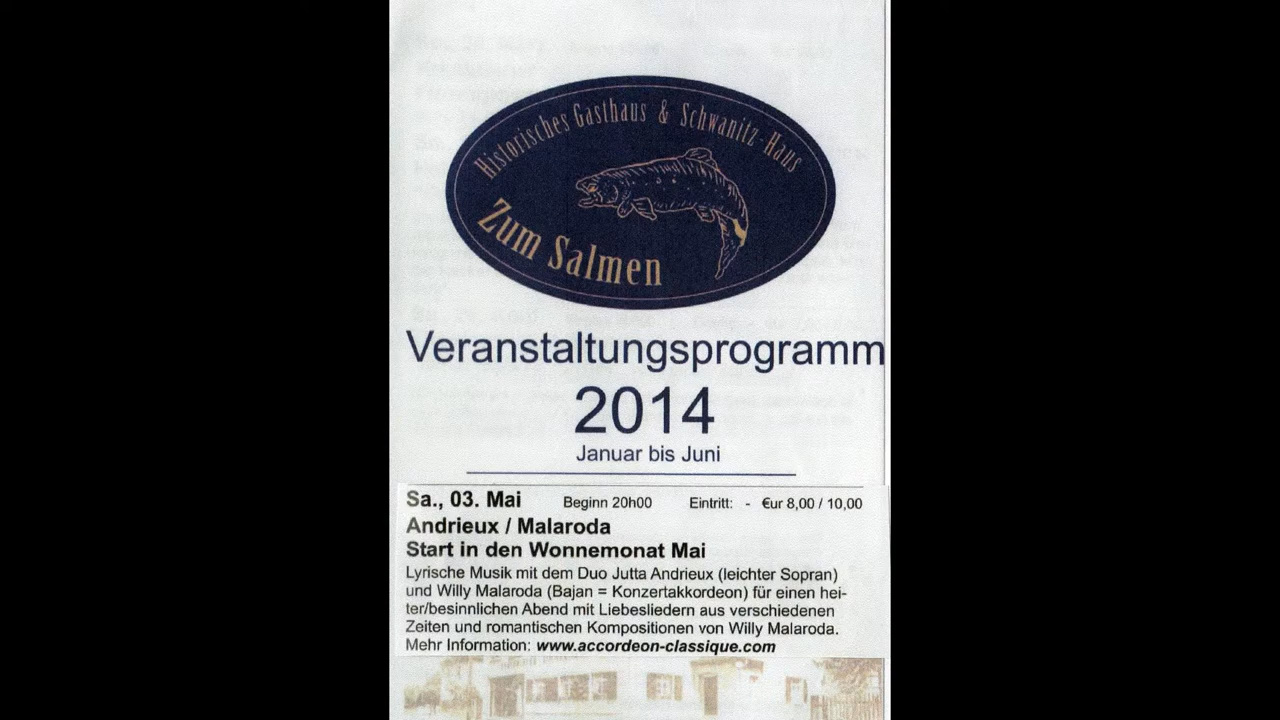 Historisches Gasthaus & Schwanitz-Haus
Zum Salmen
Veranstaltungsprogramm
2014
Januar bis Juni
Sa., 03. Mai Beginn 20h00 Eintritt: - €ur 8,00 / 10,00
Andrieux / Malaroda
Start in den Wonnemonat Mai
Lyrische Musik mit dem Duo Jutta Andrieux (leichter Sopran)
und Willy Malaroda (Bajan = Konzertakkordeon) für einen hei-
ter/besinnlichen Abend mit Liebesliedern aus verschiedenen
Zeiten und romantischen Kompositionen von Willy Malaroda.
Mehr Information: www.accordeon-classique.com